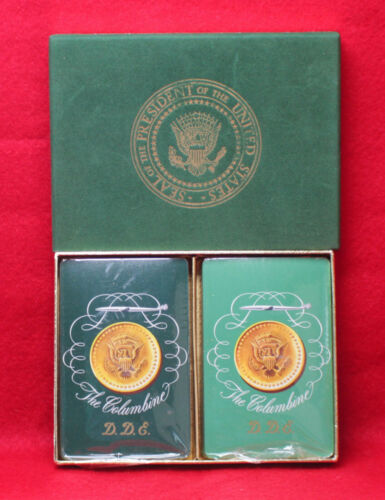 SEAL OF THE PRESIDENT OF THE UNITED STATES
The Columbine
D.D.E.
The Columbine
D.D.E.